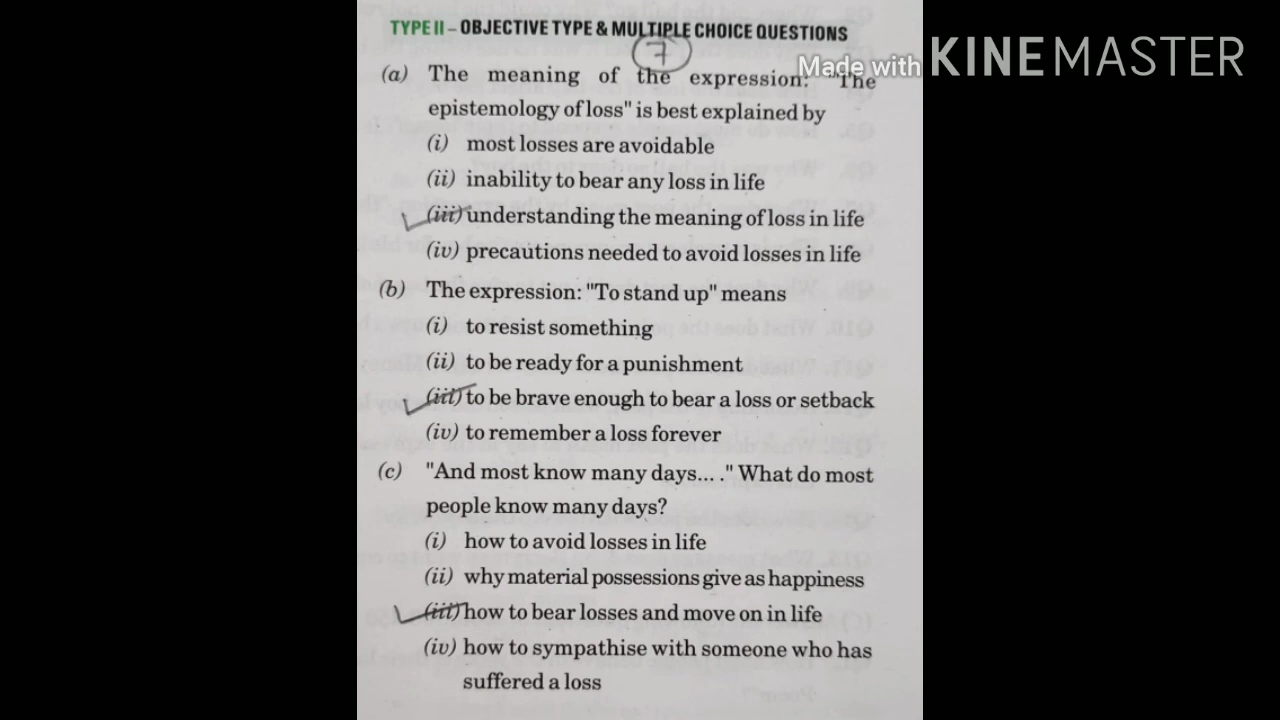 TYPE II – OBJECTIVE TYPE & MULTIPLE CHOICE QUESTIONS
7
Made with KINEMASTER
(a) The meaning of the expression: "The
epistemology of loss" is best explained by
(i) most losses are avoidable
(ii) inability to bear any loss in life
(iii) understanding the meaning of loss in life
(iv) precautions needed to avoid losses in life
(b) The expression: "To stand up" means
(i) to resist something
(ii) to be ready for a punishment
(iii) to be brave enough to bear a loss or setback
(iv) to remember a loss forever
(c) "And most know many days... ." What do most
people know many days?
(i) how to avoid losses in life
(ii) why material possessions give as happiness
(iii) how to bear losses and move on in life
(iv) how to sympathise with someone who has
suffered a loss